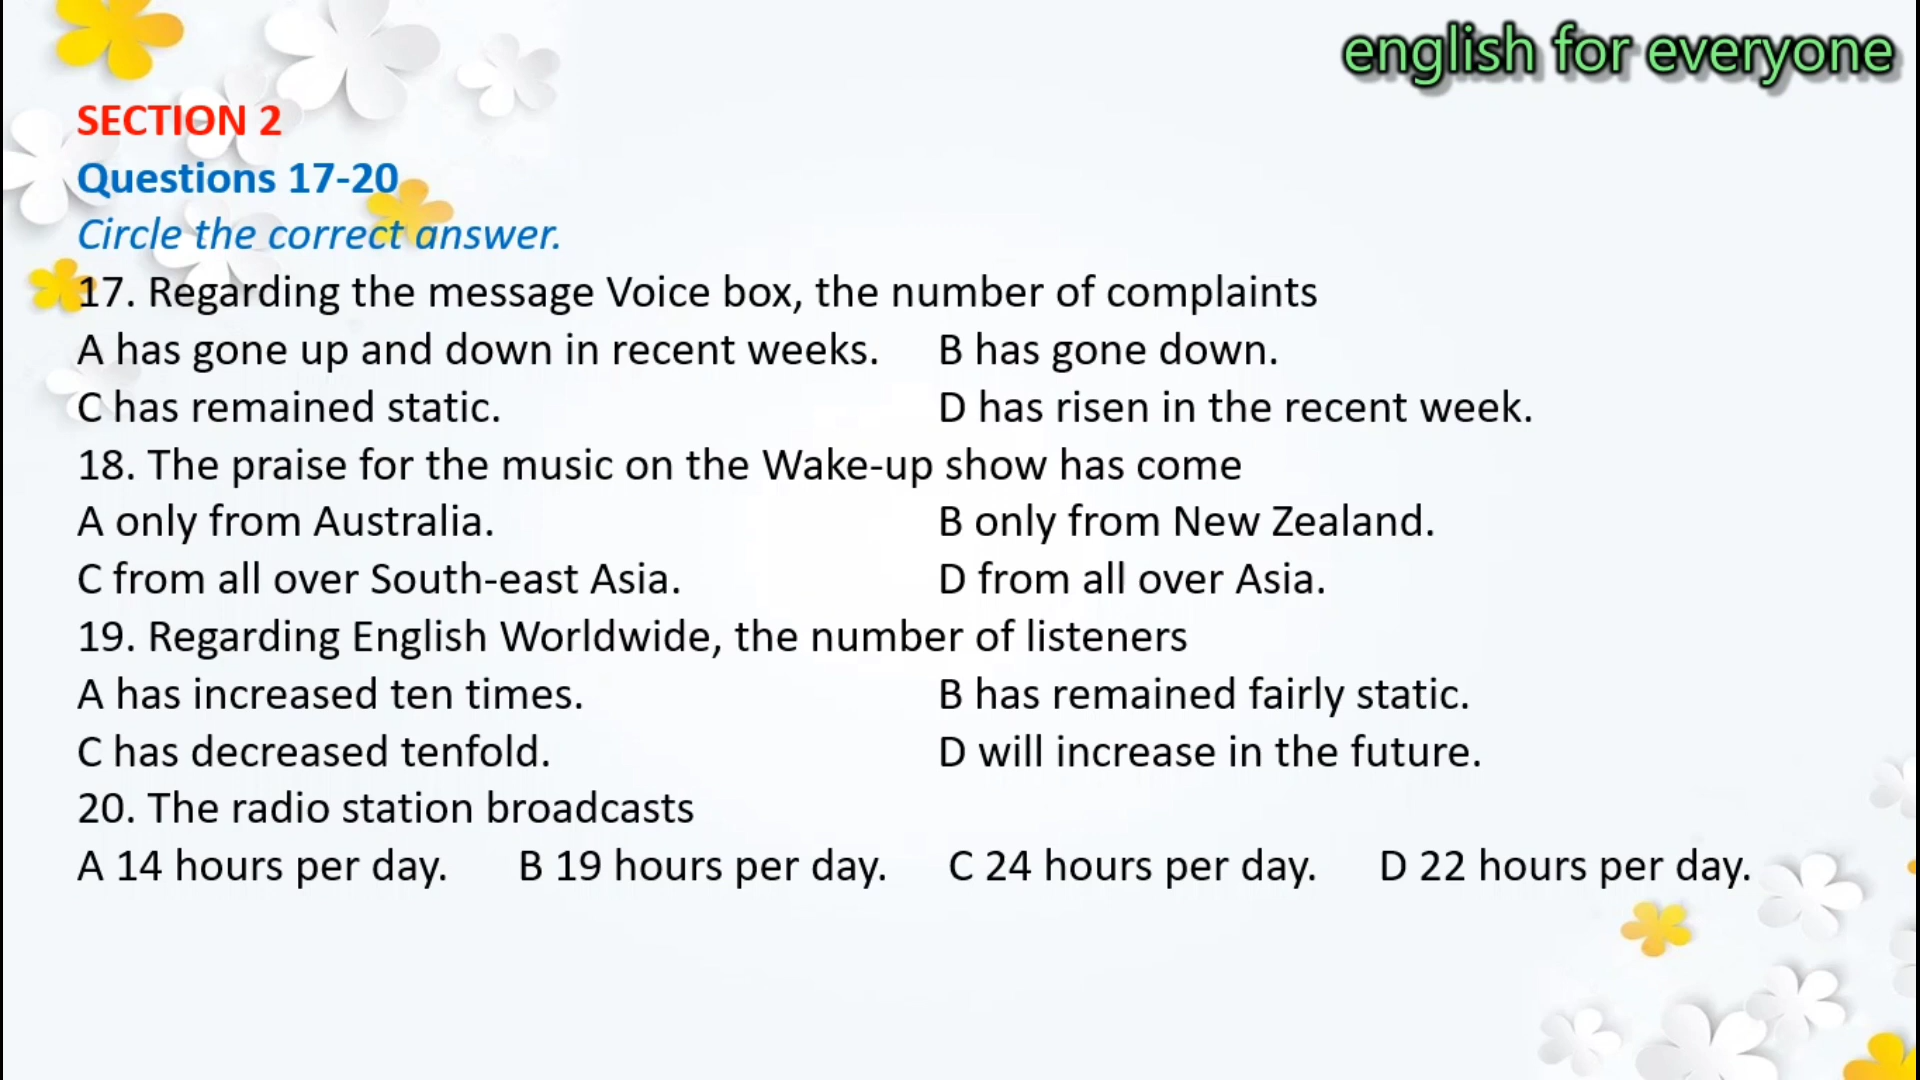 english for everyone
SECTION 2
Questions 17-20
Circle the correct answer.
17. Regarding the message Voice box, the number of complaints
A has gone up and down in recent weeks. B has gone down.
C has remained static. D has risen in the recent week.
18. The praise for the music on the Wake-up show has come
A only from Australia. B only from New Zealand.
C from all over South-east Asia. D from all over Asia.
19. Regarding English Worldwide, the number of listeners
A has increased ten times. B has remained fairly static.
C has decreased tenfold. D will increase in the future.
20. The radio station broadcasts
A 14 hours per day. B 19 hours per day. C 24 hours per day. D 22 hours per day.